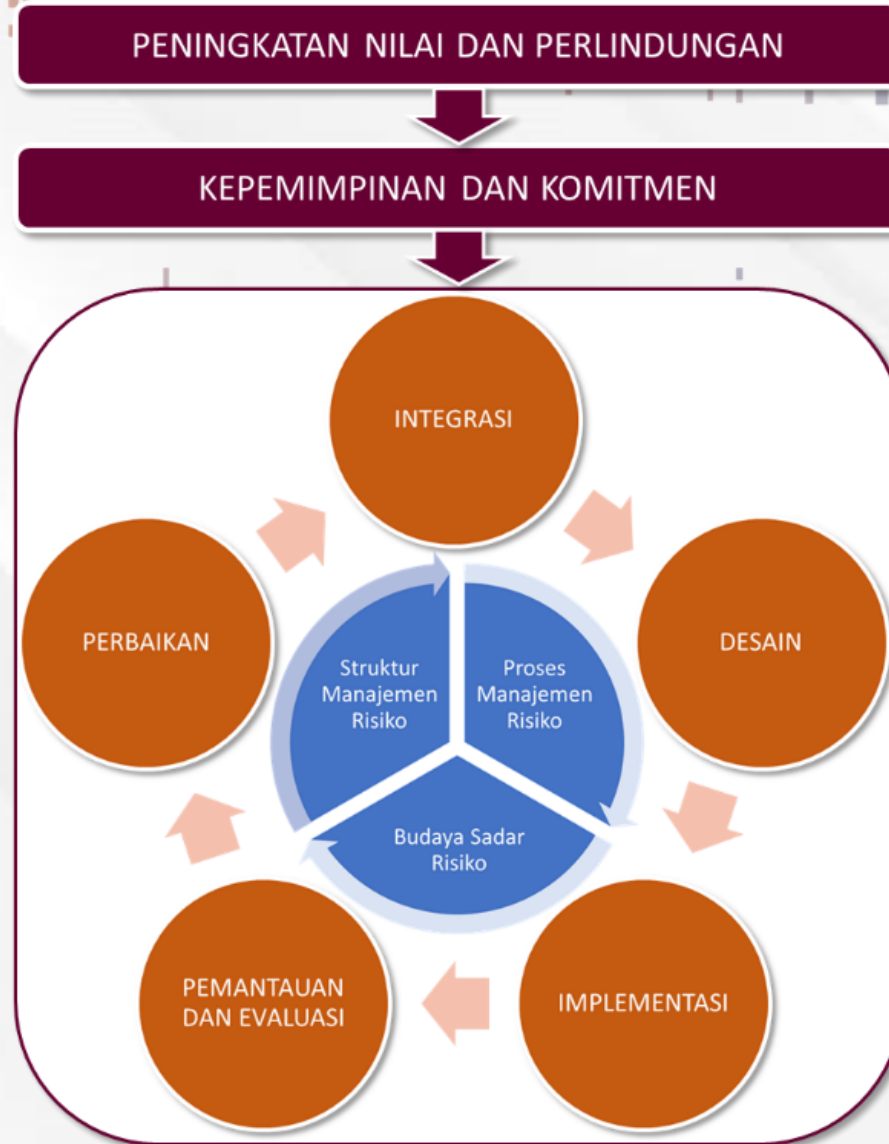 PENINGKATAN NILAI DAN PERLINDUNGAN
KEPEMIMPINAN DAN KOMITMEN
INTEGRASI
DESAIN
IMPLEMENTASI
PEMANTAUAN
DAN EVALUASI
PERBAIKAN
Struktur
Manajemen
Risiko
Proses
Manajemen
Risiko
Budaya Sadar
Risiko